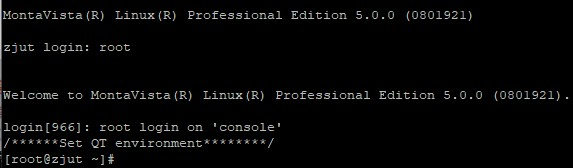 MontaVista(R) Linux(R) Professional Edition 5.0.0 (0801921)
zjut login: root
Welcome to MontaVista(R) Linux(R) Professional Edition 5.0.0 (0801921).
login[966]: root login on 'console'
/******Set QT environment********/
[root@zjut ~]#